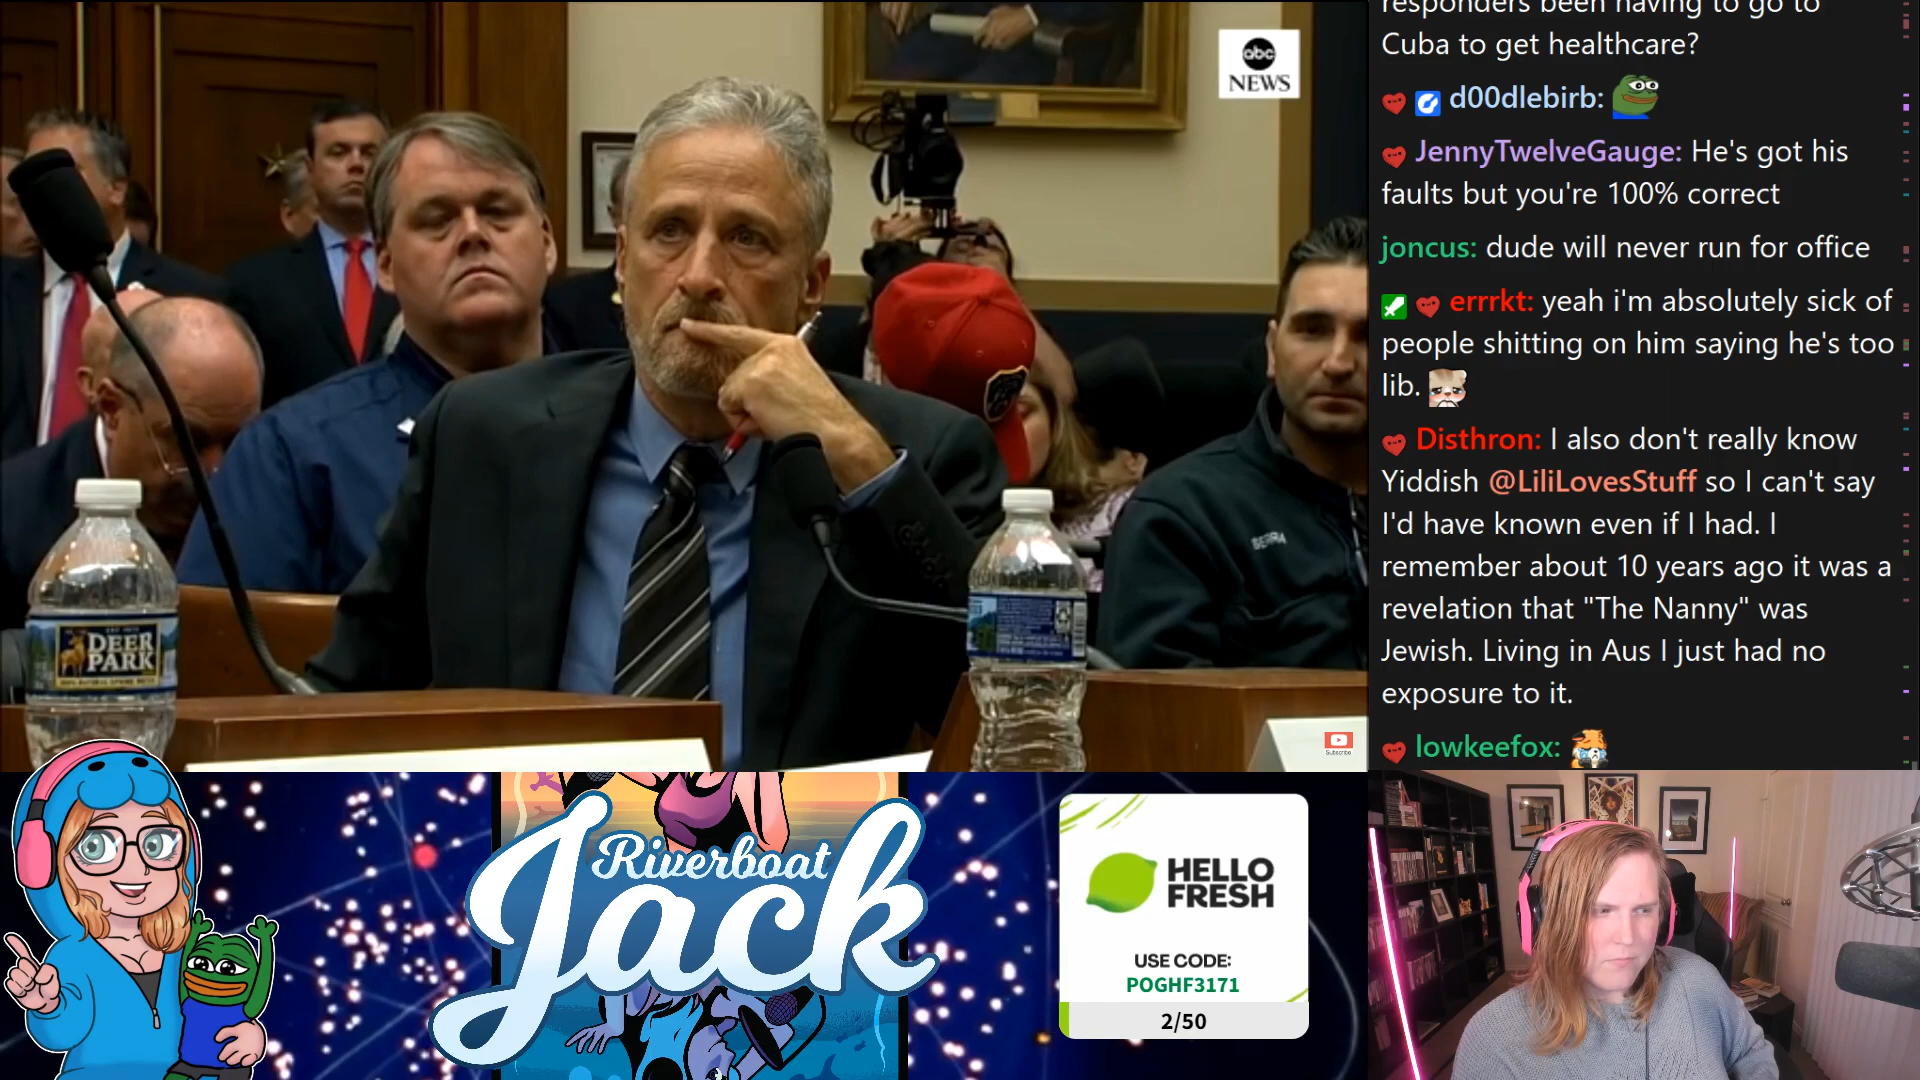 abc
NEWS
SERRA
DEER
PARK
Subscribe
Riverboat
Jack
HELLO
FRESH
USE CODE:
POGHF3171
2/50
responders been having to go to
Cuba to get healthcare?
d00dlebirb:
JennyTwelveGauge: He's got his
faults but you're 100% correct
joncus: dude will never run for office
errrkt: yeah i'm absolutely sick of
people shitting on him saying he's too
lib.
Disthron: I also don't really know
Yiddish @LiliLovesStuff so I can't say
I'd have known even if I had. I
remember about 10 years ago it was a
revelation that "The Nanny" was
Jewish. Living in Aus I just had no
exposure to it.
lowkeefox: